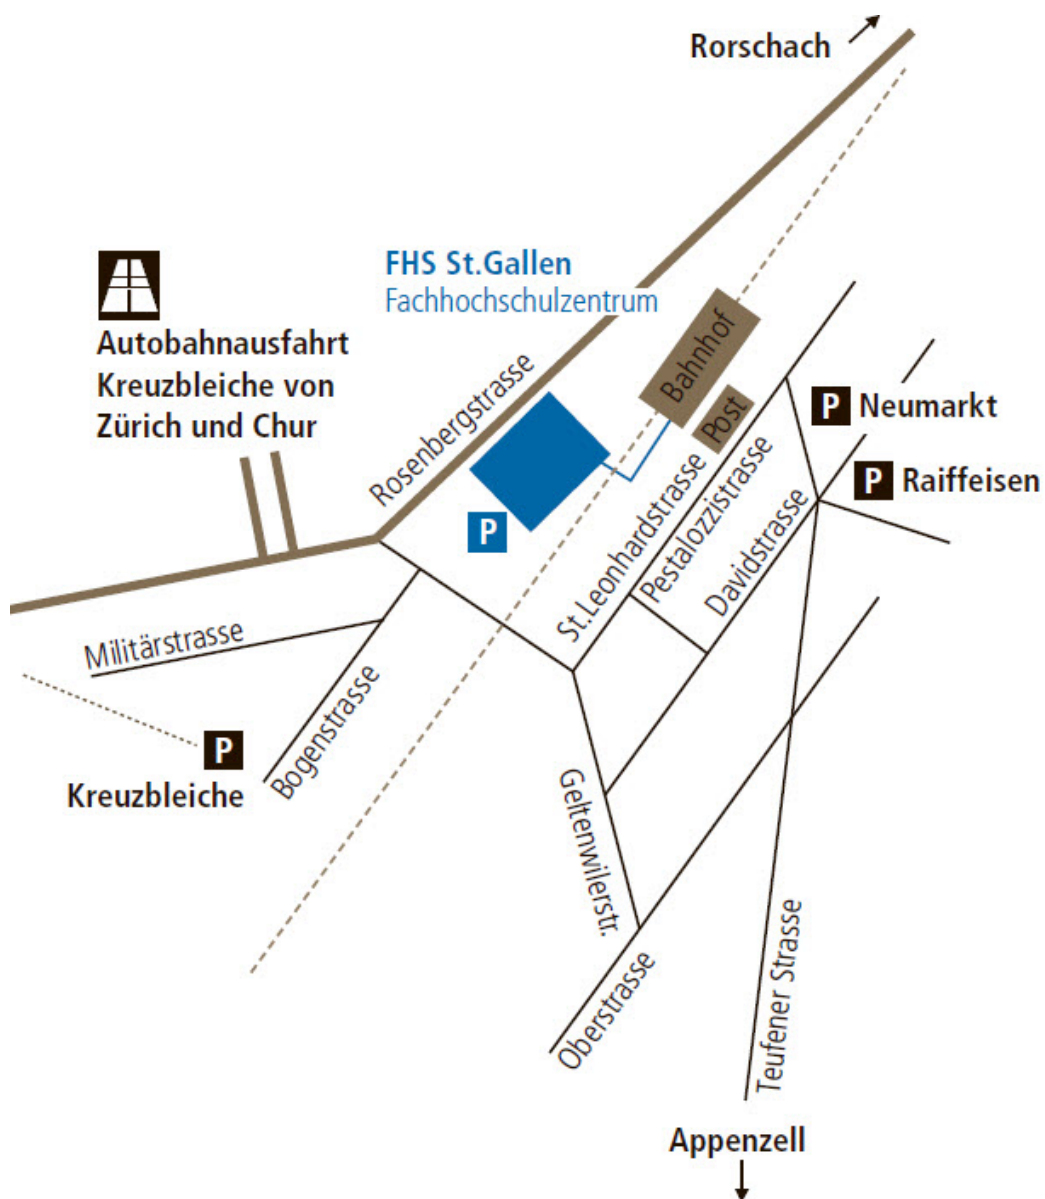 Rorschach
FHS St.Gallen
Fachhochschulzentrum
Autobahnausfahrt
Kreuzbleiche von
Zürich und Chur
Bahnhof
Post
Rosenbergstrasse
P
P Neumarkt
P Raiffeisen
St.Leonhardstrasse
Pestalozzistrasse
Davidstrasse
Militärstrasse
P
Kreuzbleiche
Bogenstrasse
Geltenwilerstr.
Oberstrasse
Teufener Strasse
Appenzell